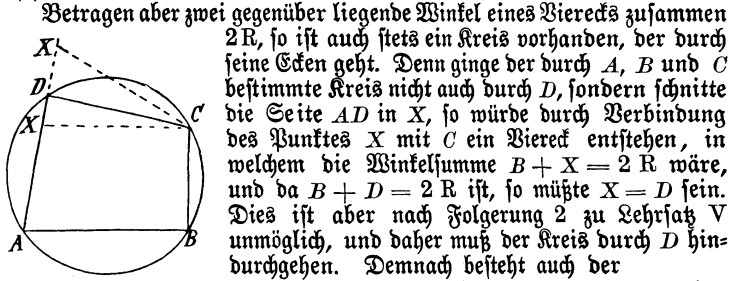 Betragen aber zwei gegenüber liegende Winkel eines Vierecks zusammen
2 R, so ist auch stets ein Kreis vorhanden, der durch
seine Ecken geht. Denn ginge der durch A, B und C
bestimmte Kreis nicht auch durch D, sondern schnitte
die Seite AD in X, so würde durch Verbindung
des Punktes X mit C ein Viereck entstehen, in
welchem die Winkelsumme B + X = 2 R wäre,
und da B + D = 2 R ist, so müßte X = D sein.
Dies ist aber nach Folgerung 2 zu Lehrsatz V
unmöglich, und daher muß der Kreis durch D hin-
durchgehen. Demnach besteht auch der
X
D
C
X
A
B